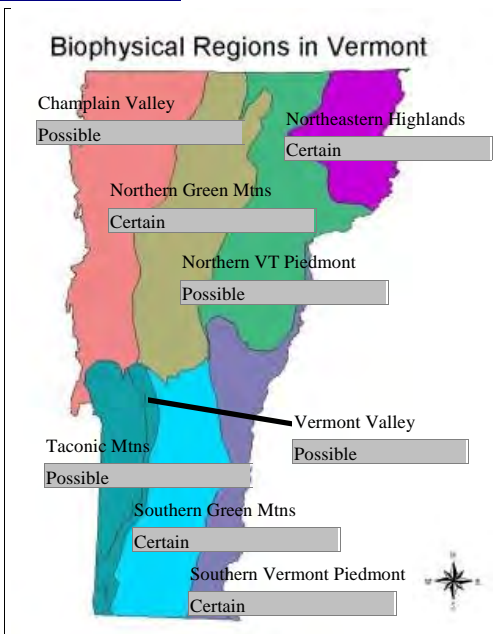 Biophysical Regions in Vermont
Champlain Valley
Possible
Northeastern Highlands
Certain
Northern Green Mtns
Certain
Northern VT Piedmont
Possible
Vermont Valley
Possible
Taconic Mtns
Possible
Southern Green Mtns
Certain
Southern Vermont Piedmont
Certain